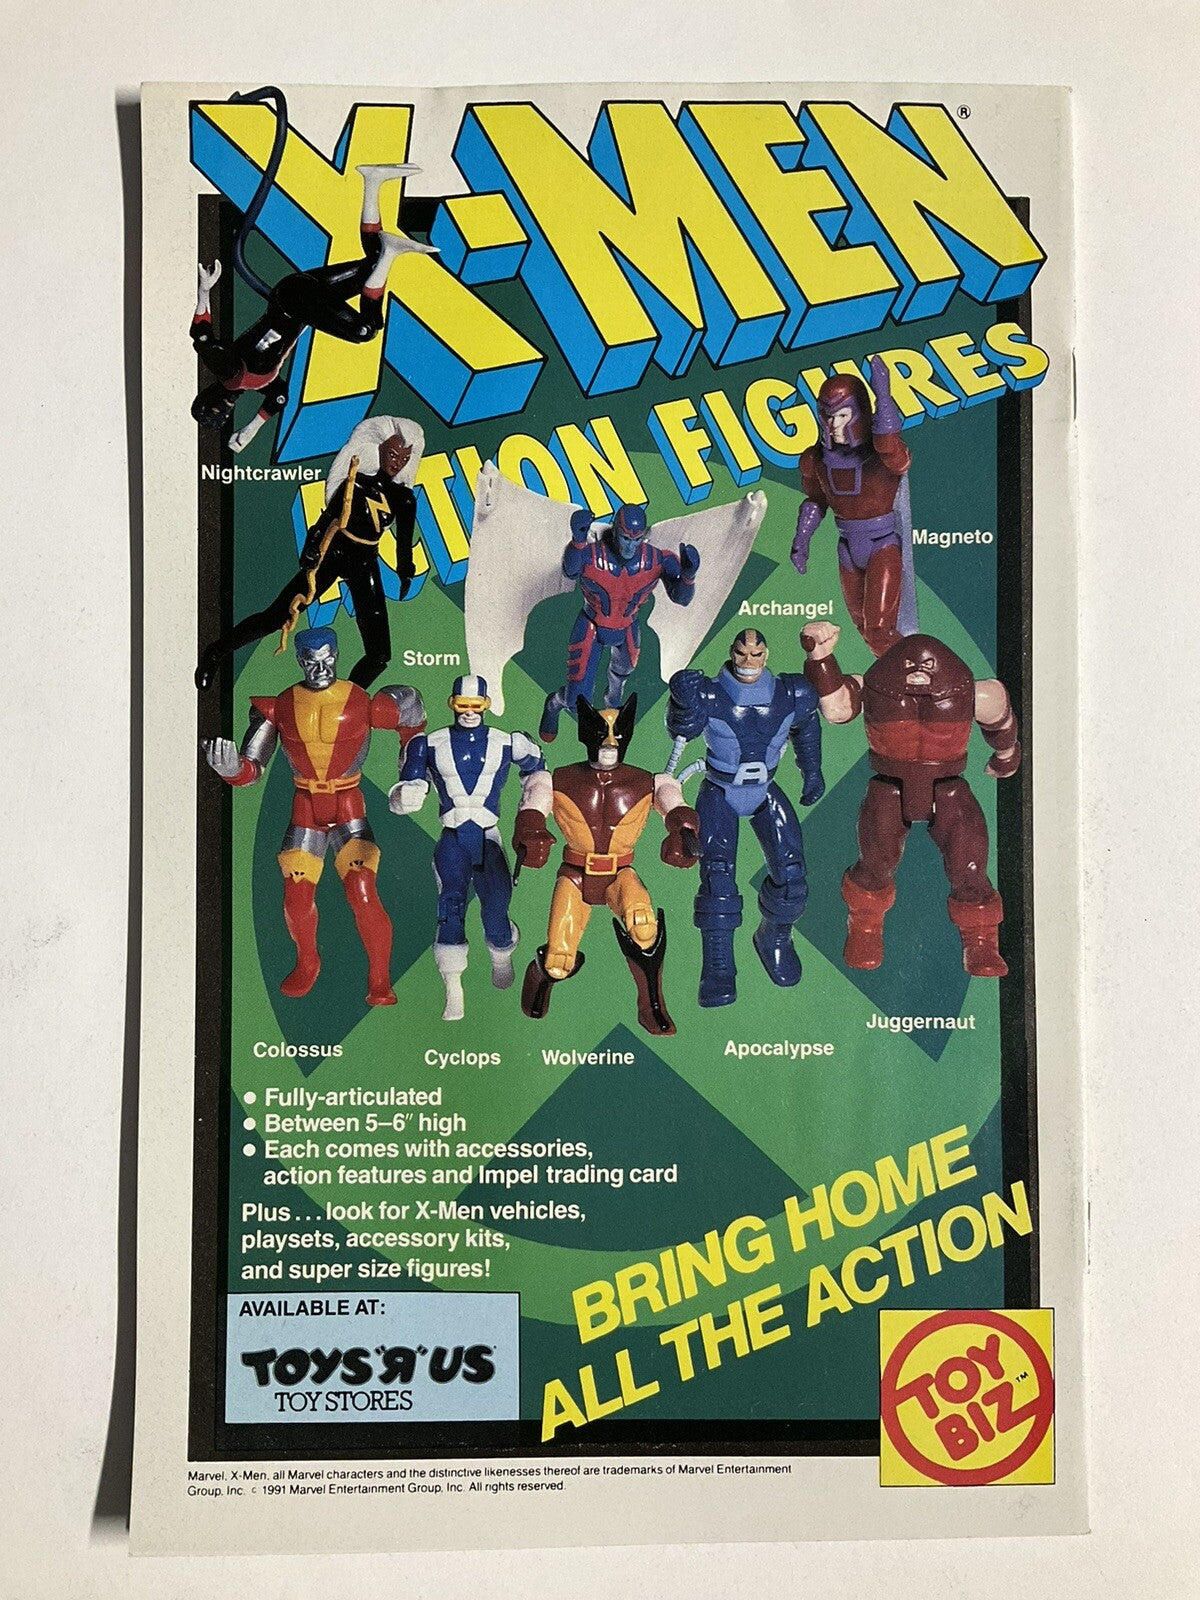 X-MEN®
ACTION FIGURES
Nightcrawler
Magneto
Archangel
Storm
A
Juggernaut
Colossus
Cyclops
Wolverine
Apocalypse
● Fully-articulated
● Between 5–6" high
● Each comes with accessories,
action features and Impel trading card
Plus...look for X-Men vehicles,
playsets, accessory kits,
and super size figures!
BRING HOME
ALL THE ACTION
AVAILABLE AT:
TOYS"Я"US
TOY STORES
TOY
BIZ™
Marvel, X-Men, all Marvel characters and the distinctive likenesses thereof are trademarks of Marvel Entertainment
Group, Inc. © 1991 Marvel Entertainment Group, Inc. All rights reserved.